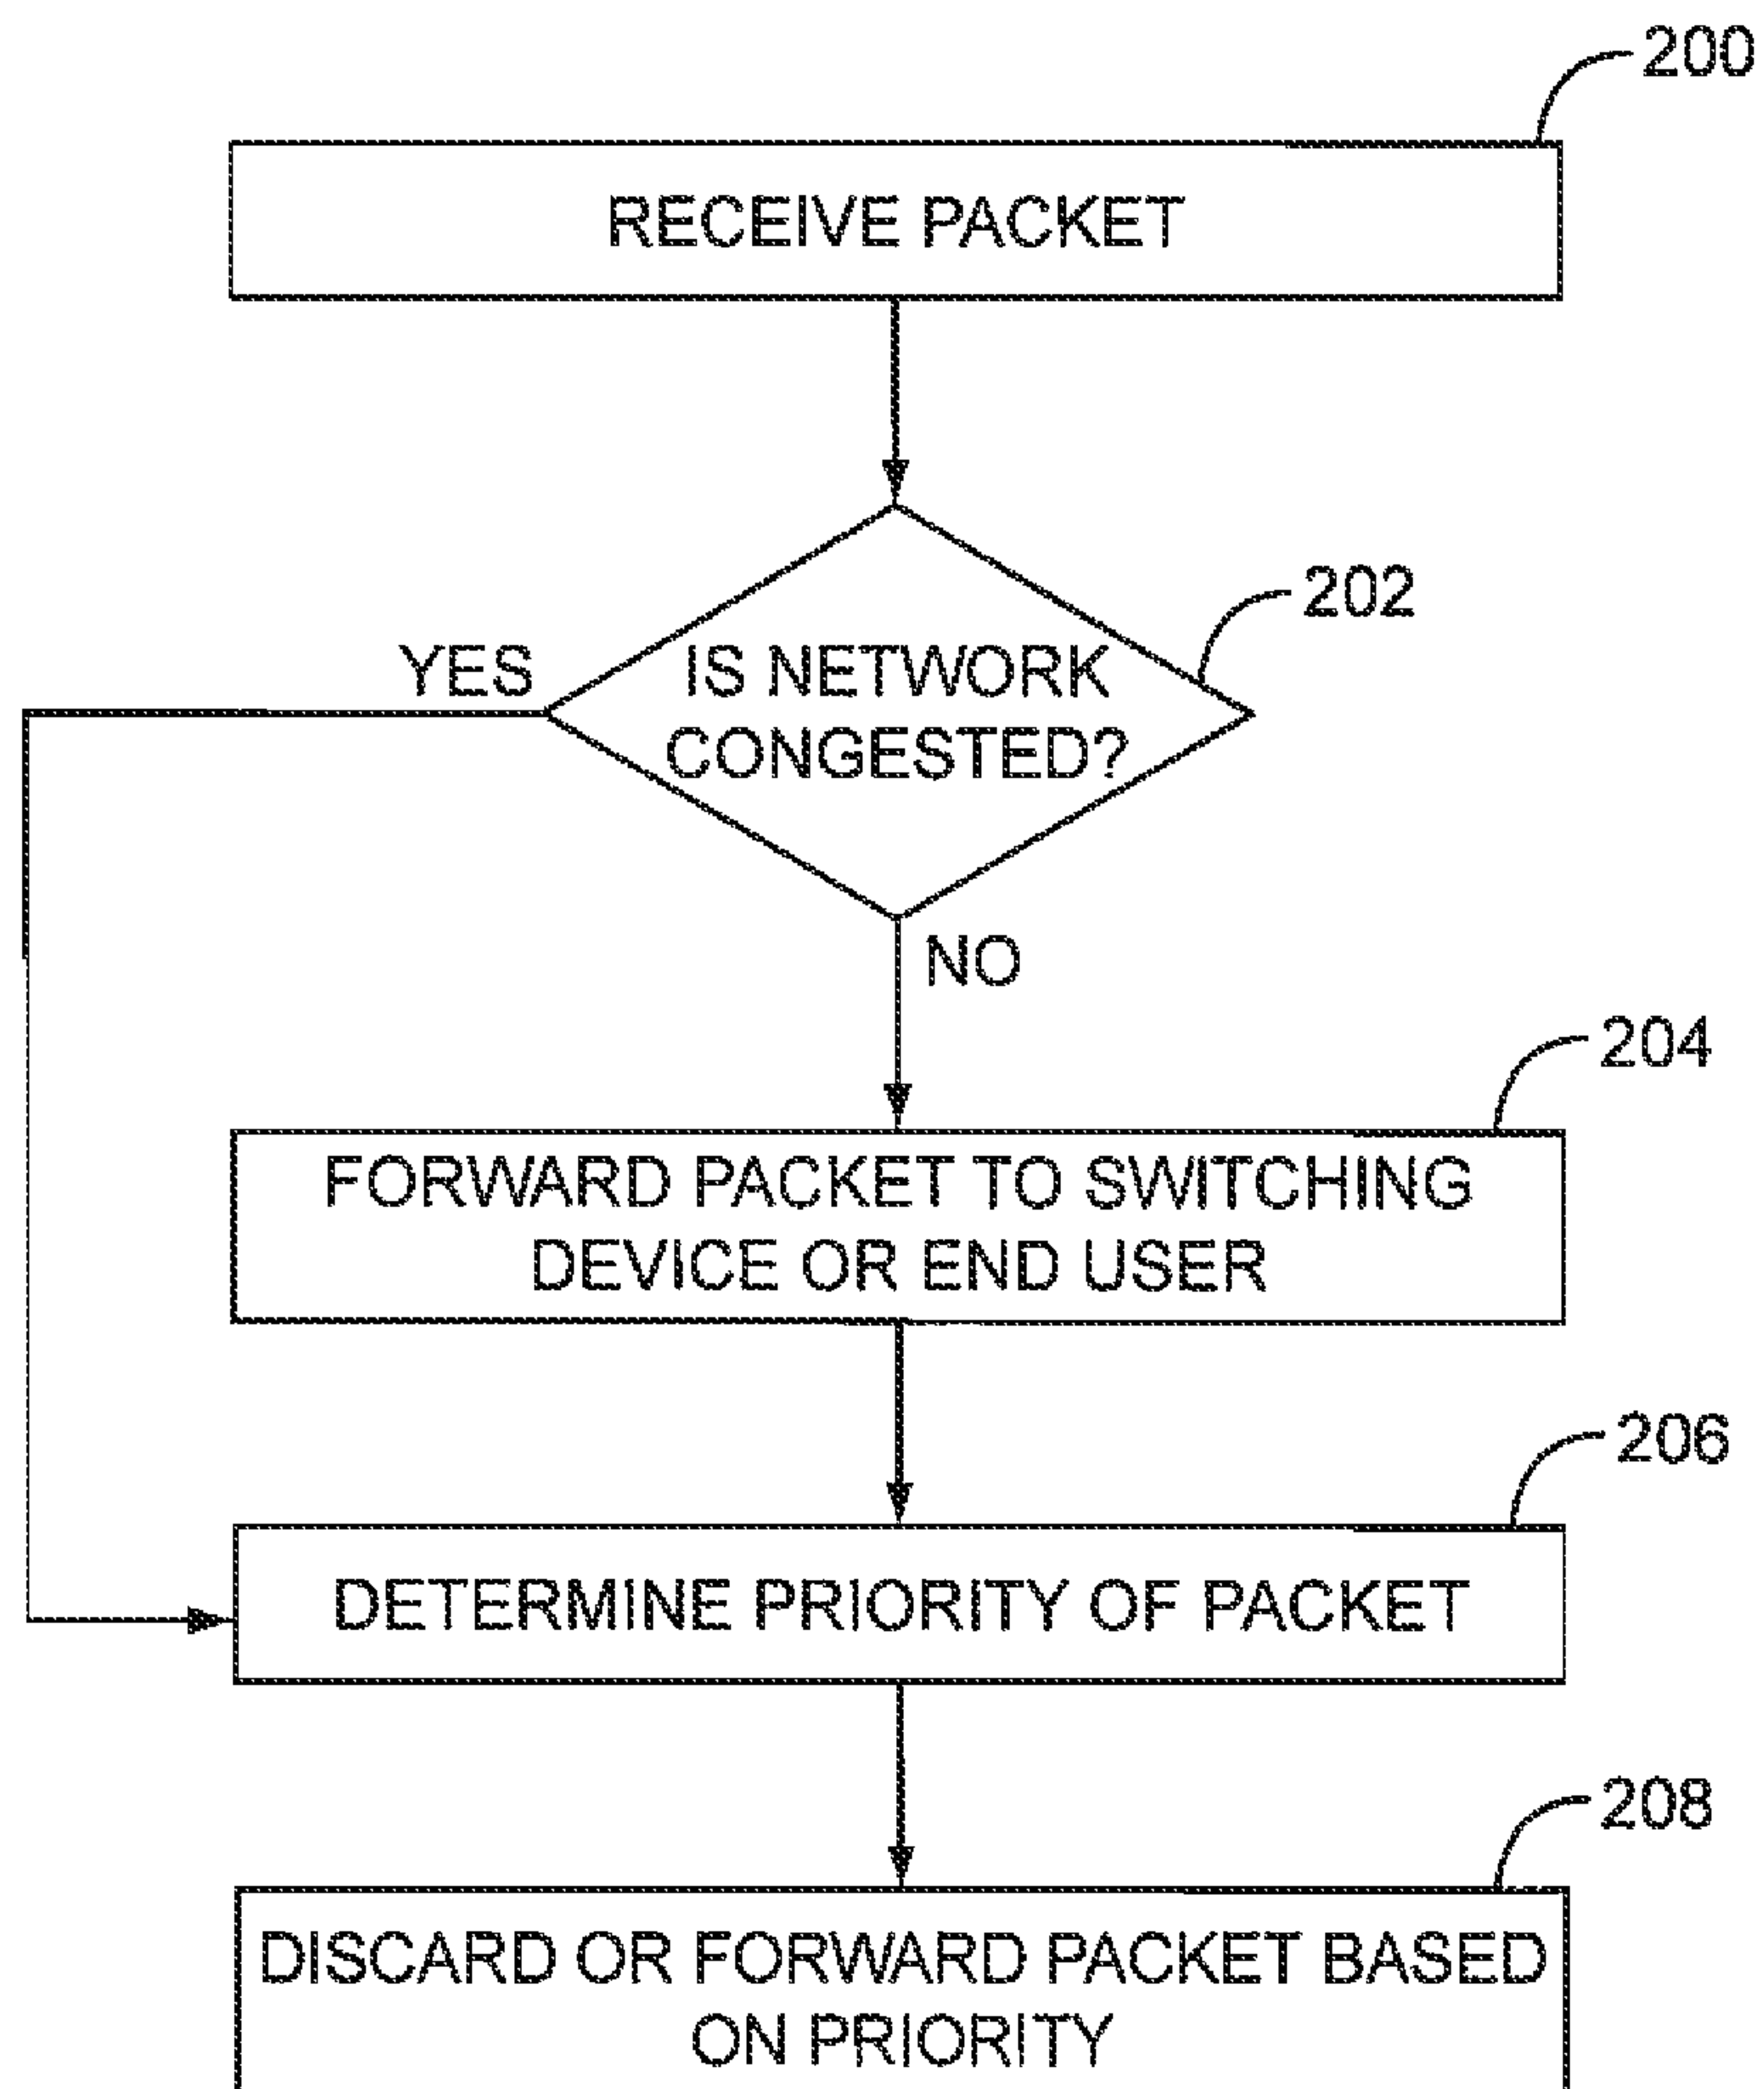 200
RECEIVE PACKET
202
YES
IS NETWORK
CONGESTED?
NO
204
FORWARD PACKET TO SWITCHING
DEVICE OR END USER
206
DETERMINE PRIORITY OF PACKET
208
DISCARD OR FORWARD PACKET BASED
ON PRIORITY